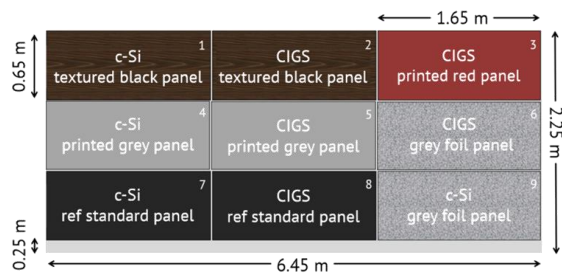 1.65 m
0.65 m
c-Si 1
textured black panel
CIGS 2
textured black panel
CIGS 3
printed red panel
2.25 m
c-Si 4
printed grey panel
CIGS 5
printed grey panel
CIGS 6
grey foil panel
c-Si 7
ref standard panel
CIGS 8
ref standard panel
c-Si 9
grey foil panel
0.25 m
6.45 m